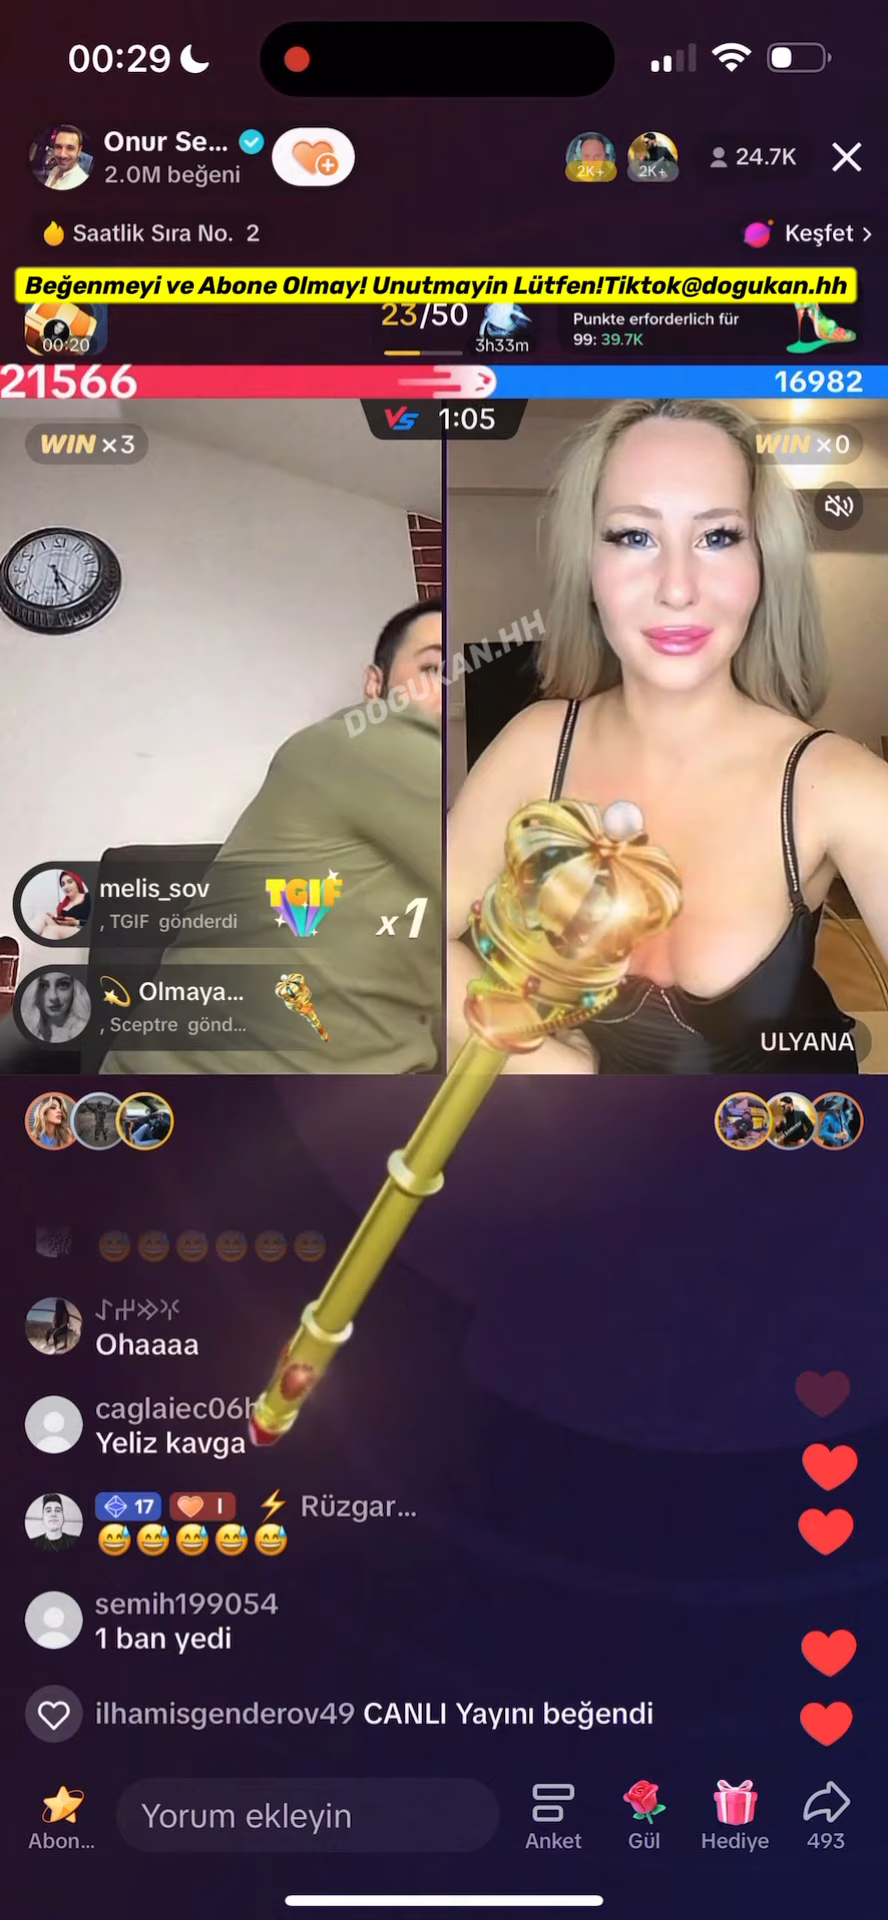 00:29
Onur Se...
2.0M beğeni
2K+
2K+
24.7K
Saatlik Sıra No. 2
Keşfet >
Beğenmeyi ve Abone Olmay! Unutmayin Lütfen!Tiktok@dogukan.hh
00:20
23/50
3h33m
Punkte erforderlich für
99: 39.7K
21566
16982
VS 1:05
WIN x3
WIN x0
DOGUKAN.HH
melis_sov
, TGIF gönderdi
TGIF
x1
Olmaya...
, Sceptre gönd...
ULYANA
Ohaaaa
caglaiec06
Yeliz kavga
17
I
Rüzgar...
semih199054
1 ban yedi
ilhamisgenderov49 CANLI Yayını beğendi
Abon...
Yorum ekleyin
Anket
Gül
Hediye
493